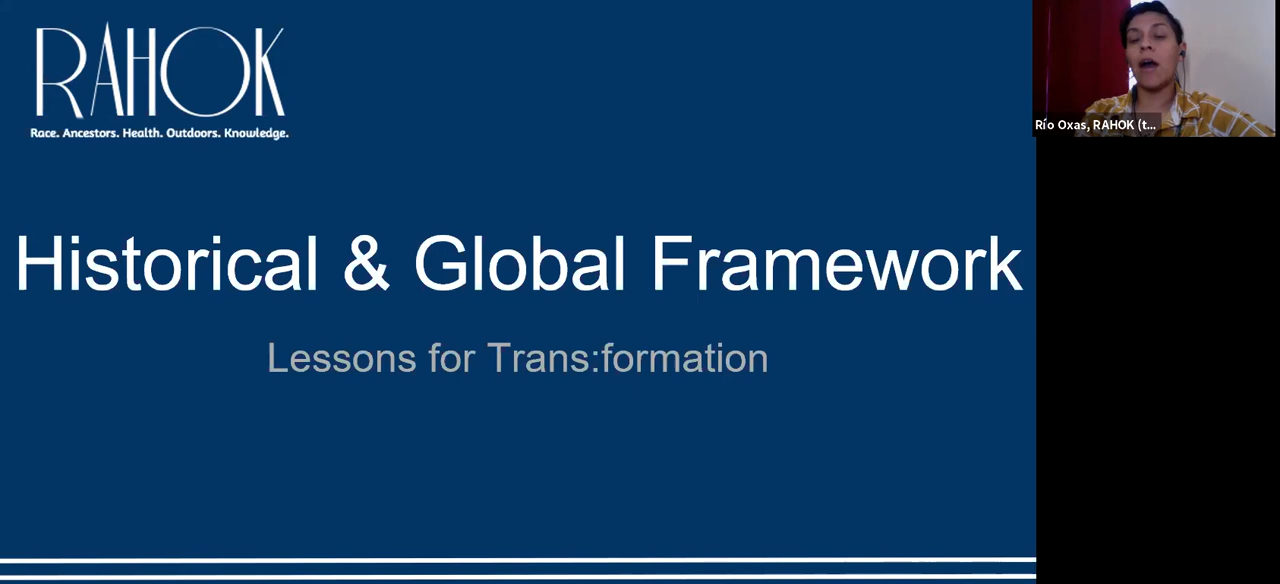 RAHOK
Race. Ancestors. Health. Outdoors. Knowledge.
Río Oxas, RAHOK (t...
Historical & Global Framework
Lessons for Trans:formation